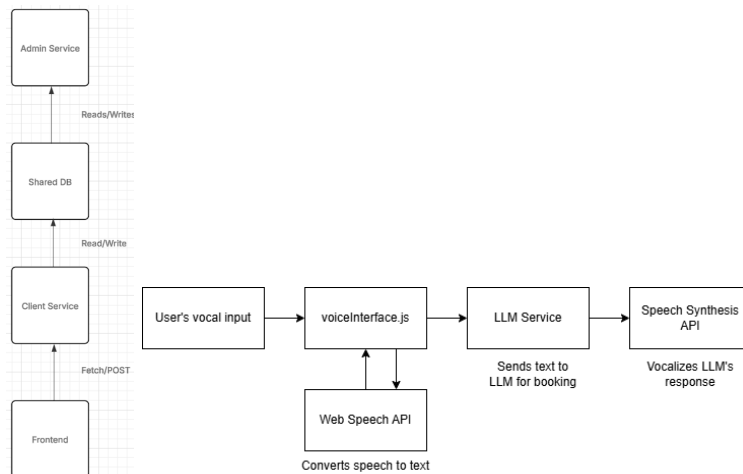 Admin Service
Reads/Writes
Shared DB
Read/Write
Client Service
Fetch/POST
Frontend
User's vocal input
voiceInterface.js
LLM Service
Speech Synthesis
API
Sends text to
LLM for booking
Vocalizes LLM's
response
Web Speech API
Converts speech to text